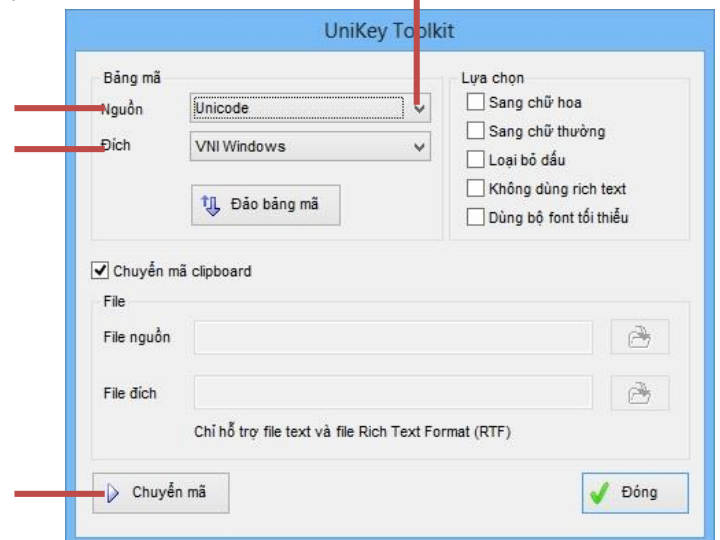 UniKey Toolkit
Bảng mã
Nguồn
Unicode
Đích
VNI Windows
Đảo bảng mã
Lựa chọn
Sang chữ hoa
Sang chữ thường
Loại bỏ dấu
Không dùng rich text
Dùng bộ font tối thiểu
Chuyển mã clipboard
File
File nguồn
File đích
Chỉ hỗ trợ file text và file Rich Text Format (RTF)
Chuyển mã
Đóng